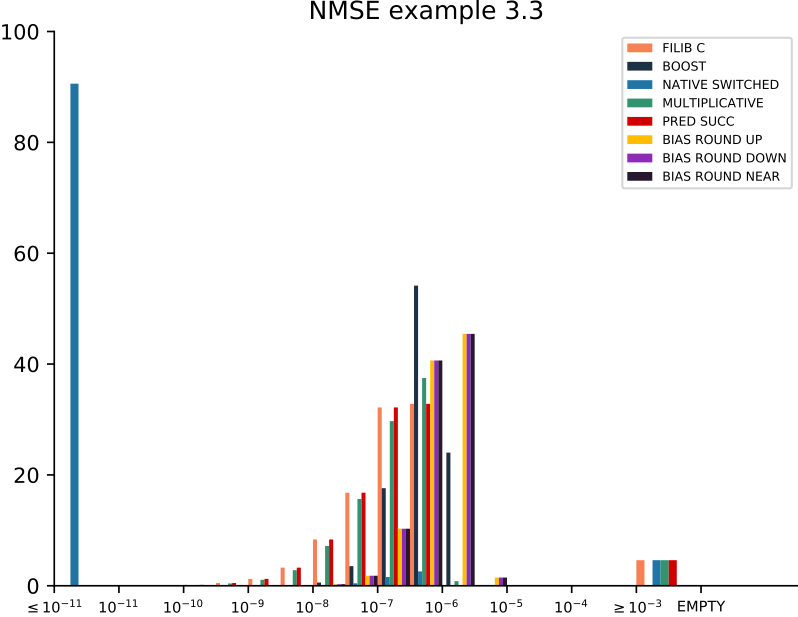 NMSE example 3.3
100
80
60
40
20
0
≤ 10⁻¹¹ 10⁻¹¹ 10⁻¹⁰ 10⁻⁹ 10⁻⁸ 10⁻⁷ 10⁻⁶ 10⁻⁵ 10⁻⁴ ≥ 10⁻³ EMPTY
FILIB C
BOOST
NATIVE SWITCHED
MULTIPLICATIVE
PRED SUCC
BIAS ROUND UP
BIAS ROUND DOWN
BIAS ROUND NEAR